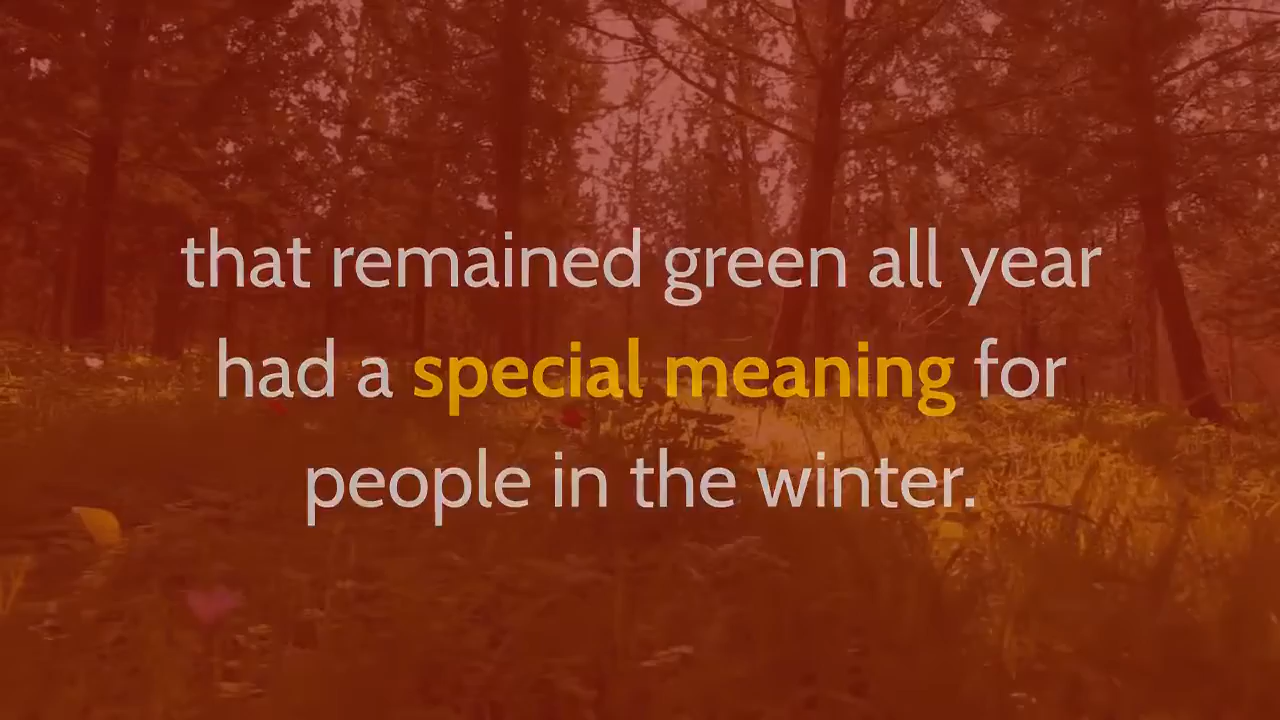 that remained green all year
had a special meaning for
people in the winter.